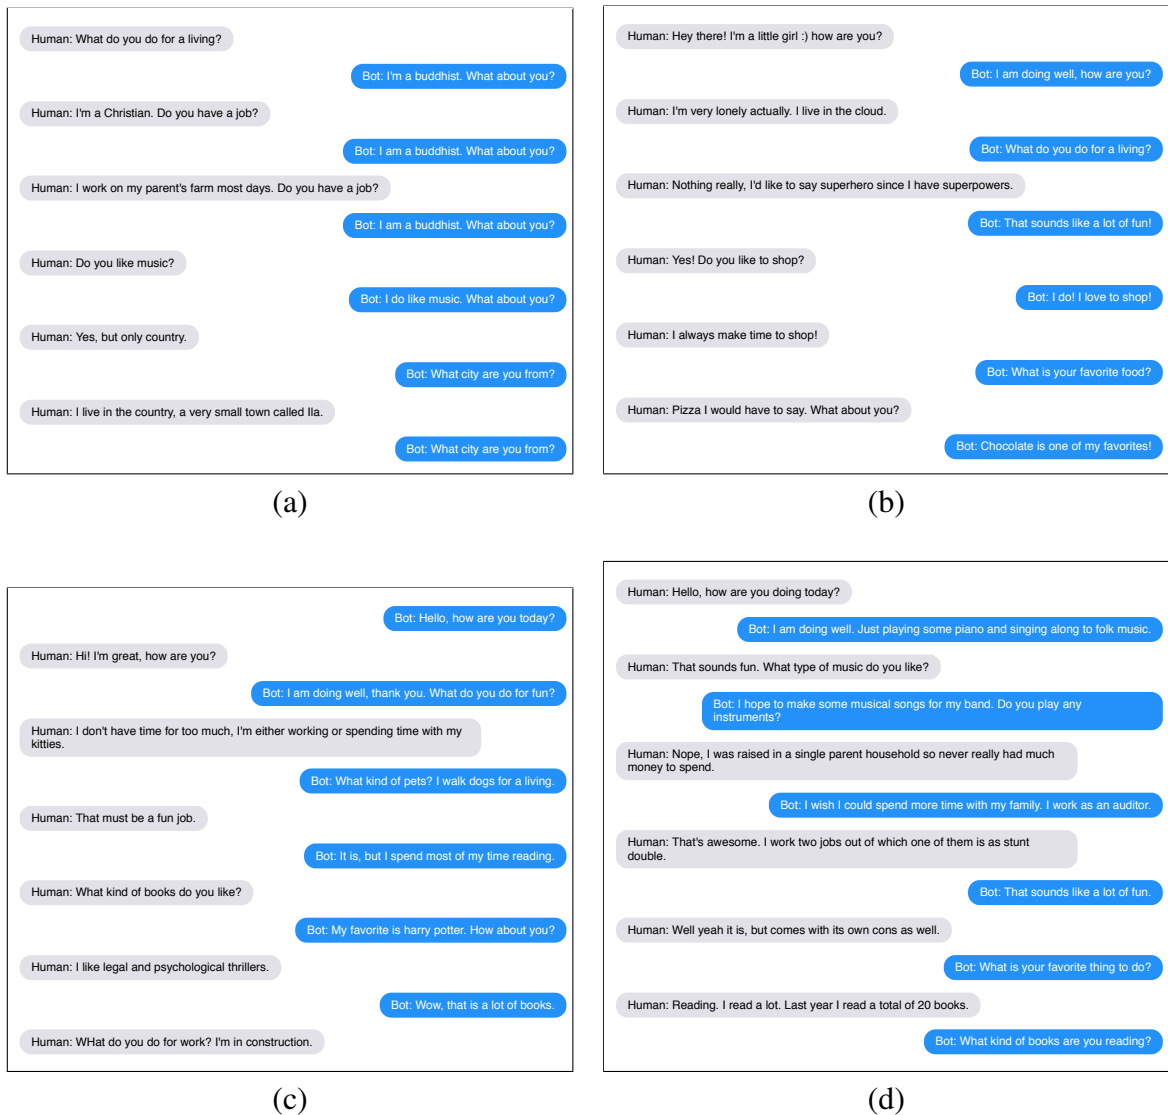 Human: What do you do for a living?
Bot: I'm a buddhist. What about you?
Human: I'm a Christian. Do you have a job?
Bot: I am a buddhist. What about you?
Human: I work on my parent's farm most days. Do you have a job?
Bot: I am a buddhist. What about you?
Human: Do you like music?
Bot: I do like music. What about you?
Human: Yes, but only country.
Bot: What city are you from?
Human: I live in the country, a very small town called Ila.
Bot: What city are you from?
(a)
Human: Hey there! I'm a little girl :) how are you?
Bot: I am doing well, how are you?
Human: I'm very lonely actually. I live in the cloud.
Bot: What do you do for a living?
Human: Nothing really, I'd like to say superhero since I have superpowers.
Bot: That sounds like a lot of fun!
Human: Yes! Do you like to shop?
Bot: I do! I love to shop!
Human: I always make time to shop!
Bot: What is your favorite food?
Human: Pizza I would have to say. What about you?
Bot: Chocolate is one of my favorites!
(b)
Bot: Hello, how are you today?
Human: Hi! I'm great, how are you?
Bot: I am doing well, thank you. What do you do for fun?
Human: I don't have time for too much, I'm either working or spending time with my
kitties.
Bot: What kind of pets? I walk dogs for a living.
Human: That must be a fun job.
Bot: It is, but I spend most of my time reading.
Human: What kind of books do you like?
Bot: My favorite is harry potter. How about you?
Human: I like legal and psychological thrillers.
Bot: Wow, that is a lot of books.
Human: WHat do you do for work? I'm in construction.
(c)
Human: Hello, how are you doing today?
Bot: I am doing well. Just playing some piano and singing along to folk music.
Human: That sounds fun. What type of music do you like?
Bot: I hope to make some musical songs for my band. Do you play any
instruments?
Human: Nope, I was raised in a single parent household so never really had much
money to spend.
Bot: I wish I could spend more time with my family. I work as an auditor.
Human: That's awesome. I work two jobs out of which one of them is as stunt
double.
Bot: That sounds like a lot of fun.
Human: Well yeah it is, but comes with its own cons as well.
Bot: What is your favorite thing to do?
Human: Reading. I read a lot. Last year I read a total of 20 books.
Bot: What kind of books are you reading?
(d)